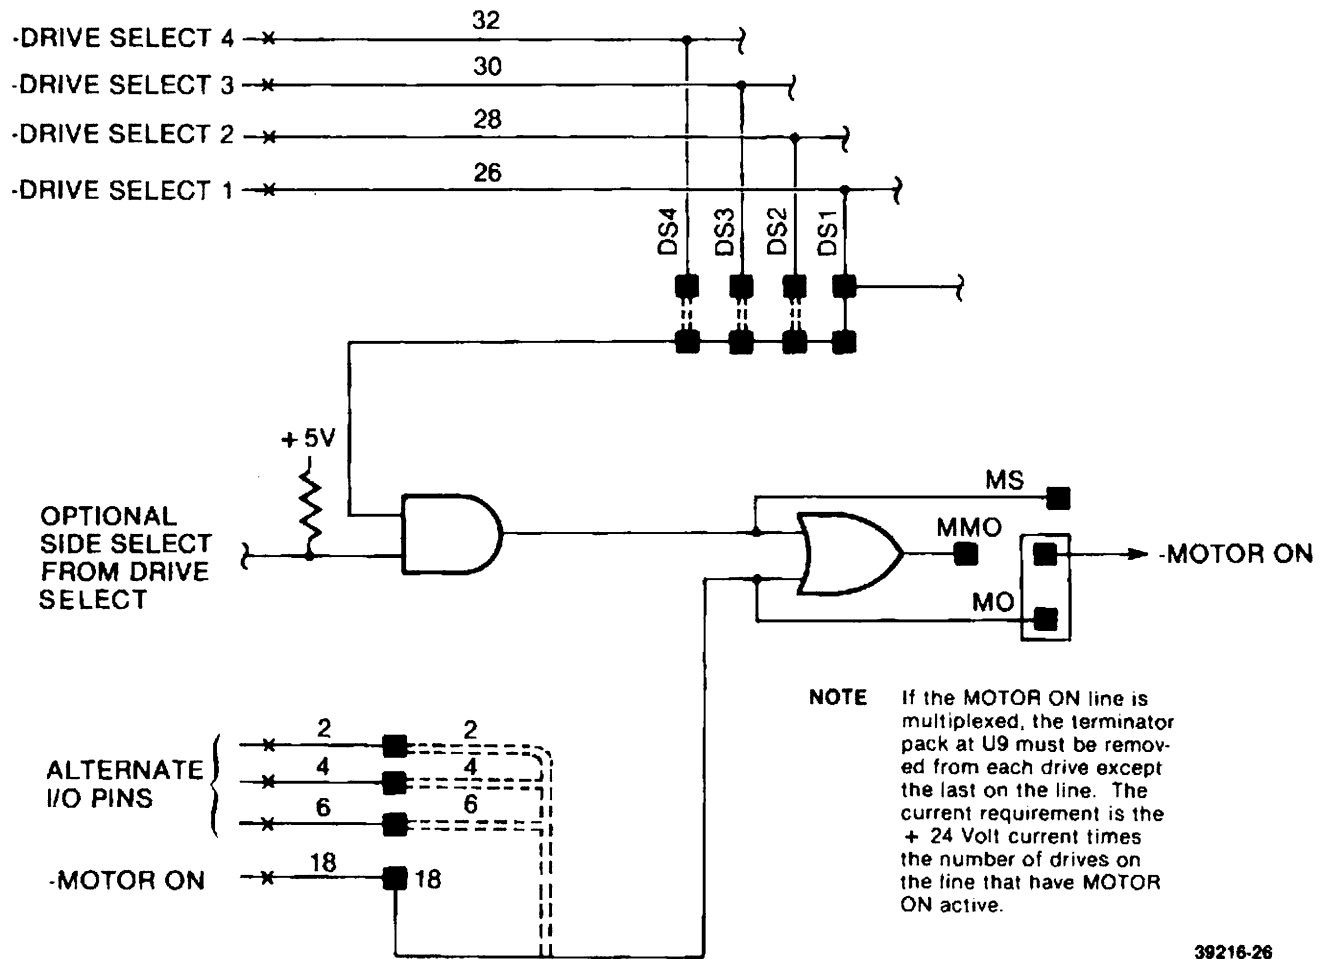 -DRIVE SELECT 4
32
-DRIVE SELECT 3
30
-DRIVE SELECT 2
28
-DRIVE SELECT 1
26
DS4
DS3
DS2
DS1
+ 5V
OPTIONAL
SIDE SELECT
FROM DRIVE
SELECT
MS
MMO
-MOTOR ON
MO
ALTERNATE
I/O PINS
2
2
4
4
6
6
-MOTOR ON
18
18
NOTE If the MOTOR ON line is
multiplexed, the terminator
pack at U9 must be remov-
ed from each drive except
the last on the line. The
current requirement is the
+ 24 Volt current times
the number of drives on
the line that have MOTOR
ON active.
39216-26